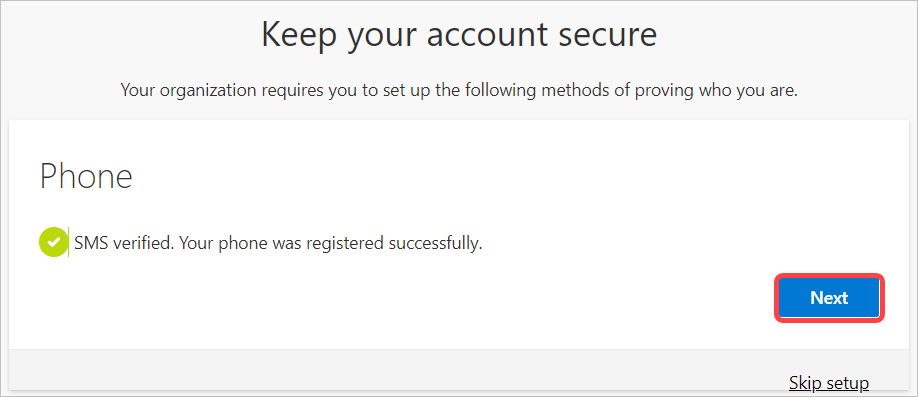 Keep your account secure
Your organization requires you to set up the following methods of proving who you are.
Phone
SMS verified. Your phone was registered successfully.
Next
Skip setup